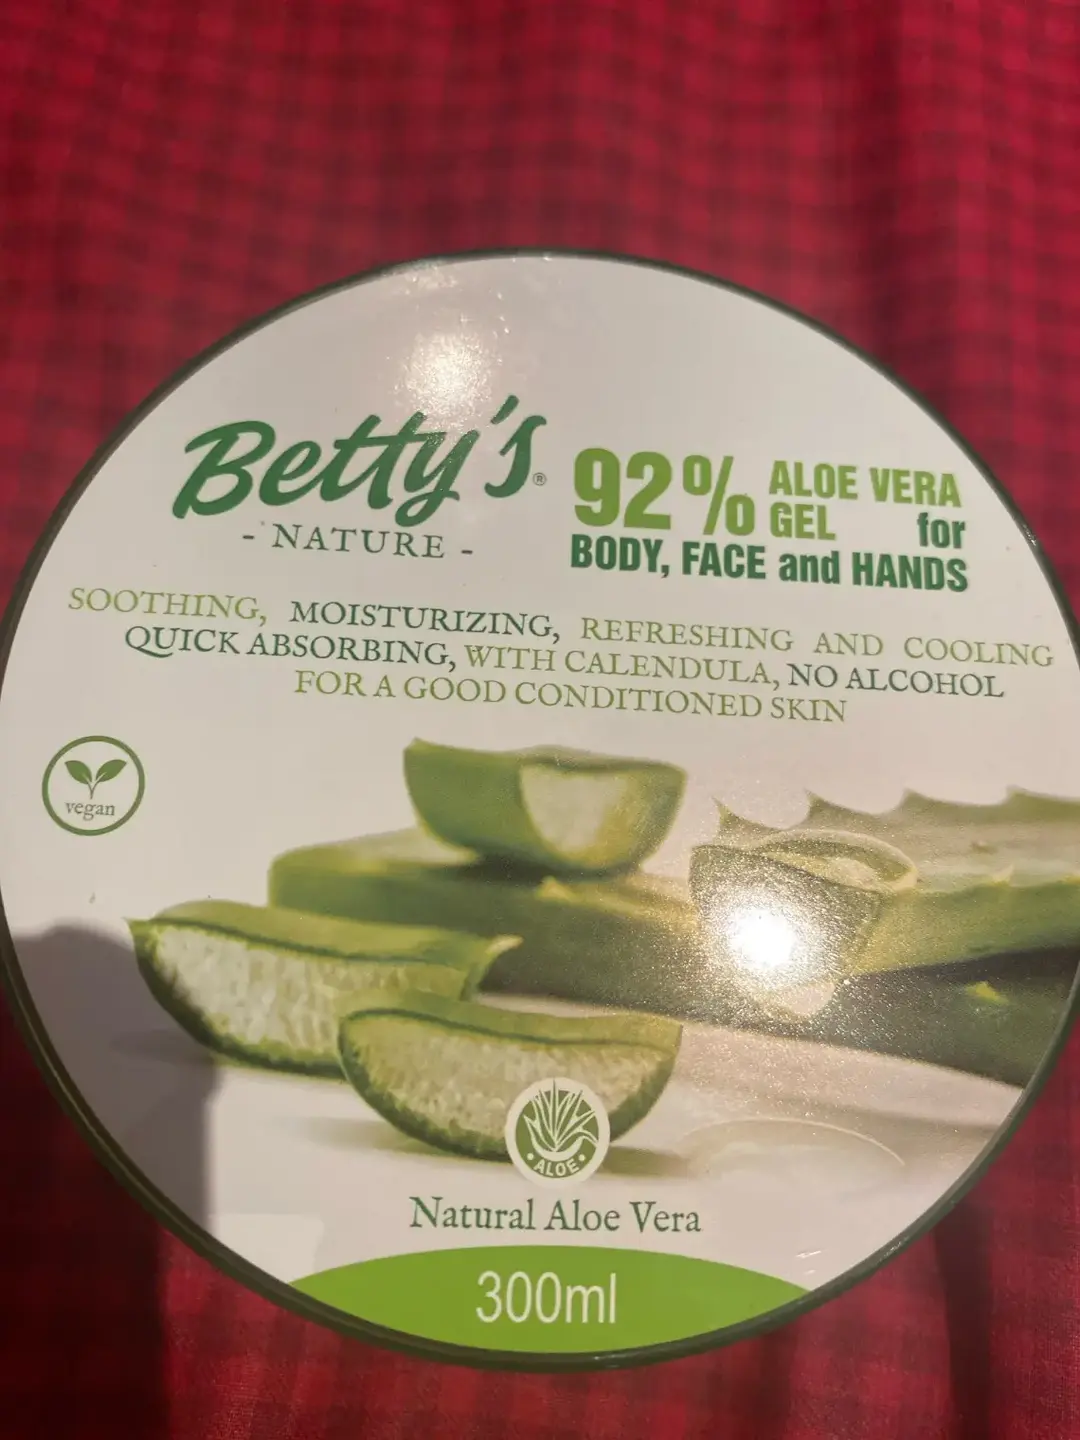 Betty's®
- NATURE -
92% ALOE VERA
GEL for
BODY, FACE and HANDS
SOOTHING, MOISTURIZING, REFRESHING AND COOLING
QUICK ABSORBING, WITH CALENDULA, NO ALCOHOL
FOR A GOOD CONDITIONED SKIN
vegan
• ALOE •
Natural Aloe Vera
300ml